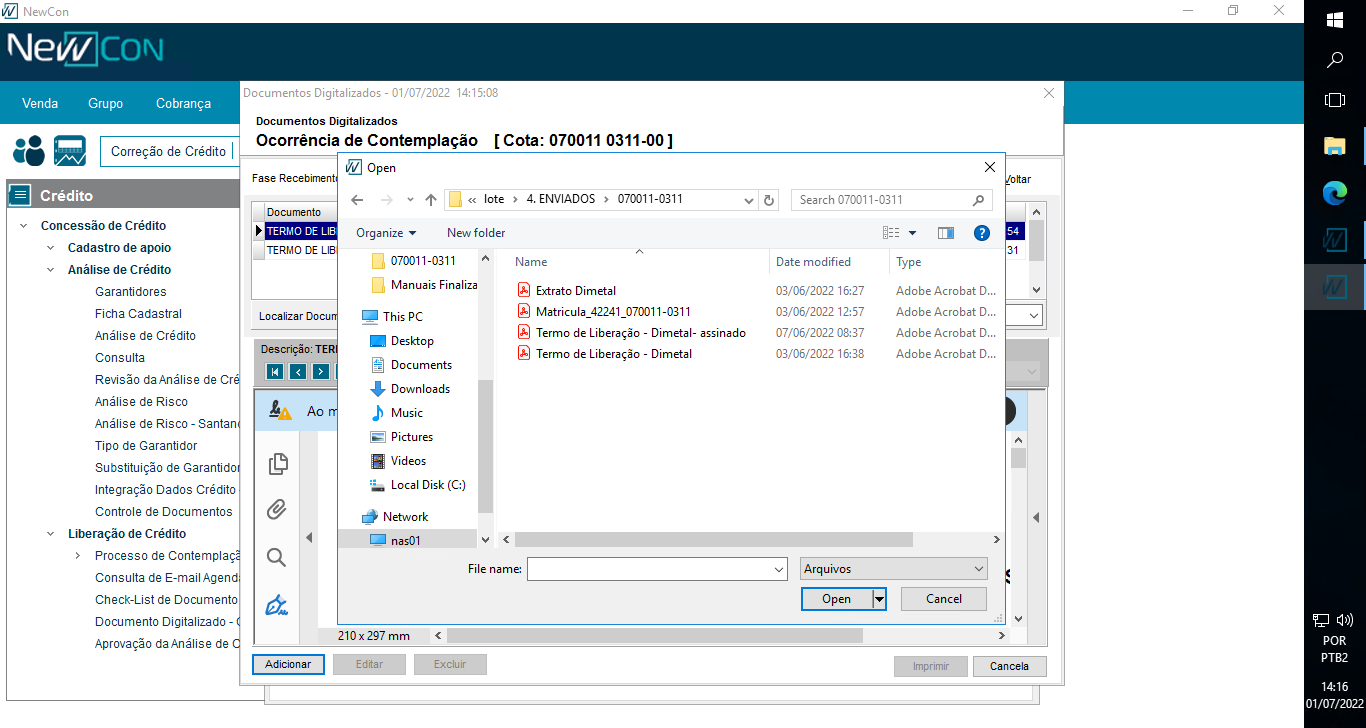 NewCon
NewCon
Venda Grupo Cobrança
Correção de Crédito
Crédito
Concessão de Crédito
Cadastro de apoio
Análise de Crédito
Garantidores
Ficha Cadastral
Análise de Crédito
Consulta
Revisão da Análise de Cré
Análise de Risco
Análise de Risco - Santan
Tipo de Garantidor
Substituição de Garantidor
Integração Dados Crédito
Controle de Documentos
Liberação de Crédito
Processo de Contemplaçã
Consulta de E-mail Agend
Check-List de Documento
Documento Digitalizado -
Aprovação da Análise de C
Documentos Digitalizados - 01/07/2022 14:15:08
Documentos Digitalizados
Ocorrência de Contemplação [ Cota: 070011 0311-00 ]
Fase Recebimento
Voltar
Documento
TERMO DE LIB 54
TERMO DE LIB 31
Localizar Docum
Descrição: TER
Ao m
210 x 297 mm
Adicionar Editar Excluir Imprimir Cancela
Open
« lote > 4. ENVIADOS > 070011-0311
Search 070011-0311
Organize New folder
070011-0311
Manuais Finaliza
This PC
Desktop
Documents
Downloads
Music
Pictures
Videos
Local Disk (C:)
Network
nas01
Name Date modified Type
Extrato Dimetal 03/06/2022 16:27 Adobe Acrobat D...
Matricula_42241_070011-0311 03/06/2022 12:57 Adobe Acrobat D...
Termo de Liberação - Dimetal- assinado 07/06/2022 08:37 Adobe Acrobat D...
Termo de Liberação - Dimetal 03/06/2022 16:38 Adobe Acrobat D...
File name:
Arquivos
Open Cancel
POR
PTB2
14:16
01/07/2022